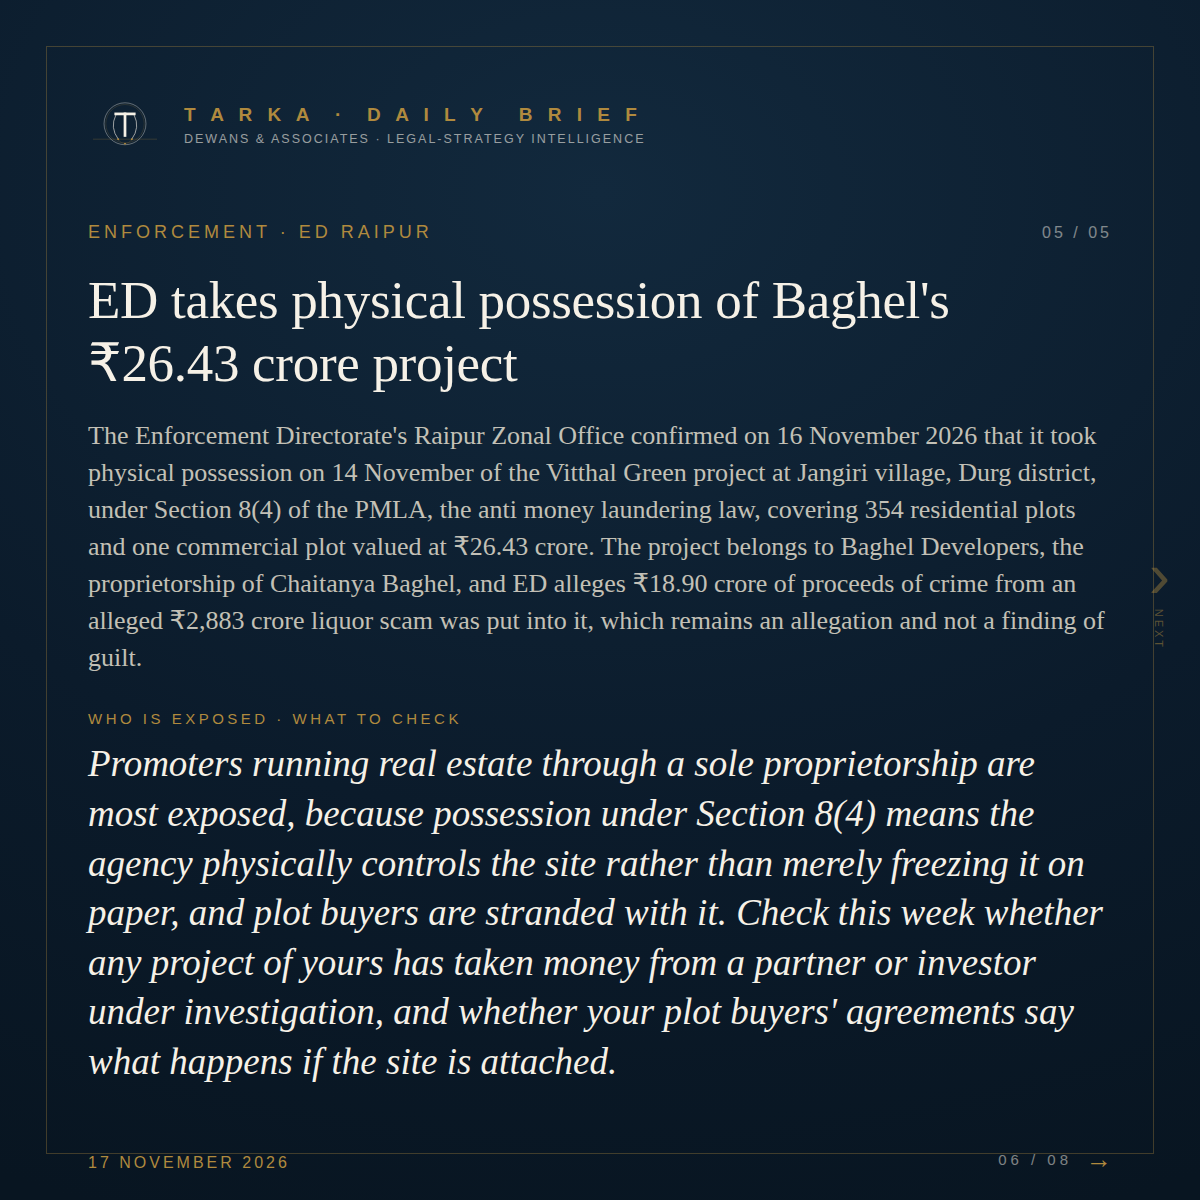 T
TARKA · DAILY BRIEF
DEWANS & ASSOCIATES · LEGAL-STRATEGY INTELLIGENCE
ENFORCEMENT · ED RAIPUR
05 / 05
ED takes physical possession of Baghel's
₹26.43 crore project
The Enforcement Directorate's Raipur Zonal Office confirmed on 16 November 2026 that it took
physical possession on 14 November of the Vitthal Green project at Jangiri village, Durg district,
under Section 8(4) of the PMLA, the anti money laundering law, covering 354 residential plots
and one commercial plot valued at ₹26.43 crore. The project belongs to Baghel Developers, the
proprietorship of Chaitanya Baghel, and ED alleges ₹18.90 crore of proceeds of crime from an
alleged ₹2,883 crore liquor scam was put into it, which remains an allegation and not a finding of
guilt.
›
NEXT
WHO IS EXPOSED · WHAT TO CHECK
Promoters running real estate through a sole proprietorship are
most exposed, because possession under Section 8(4) means the
agency physically controls the site rather than merely freezing it on
paper, and plot buyers are stranded with it. Check this week whether
any project of yours has taken money from a partner or investor
under investigation, and whether your plot buyers' agreements say
what happens if the site is attached.
17 NOVEMBER 2026
06 / 08 →